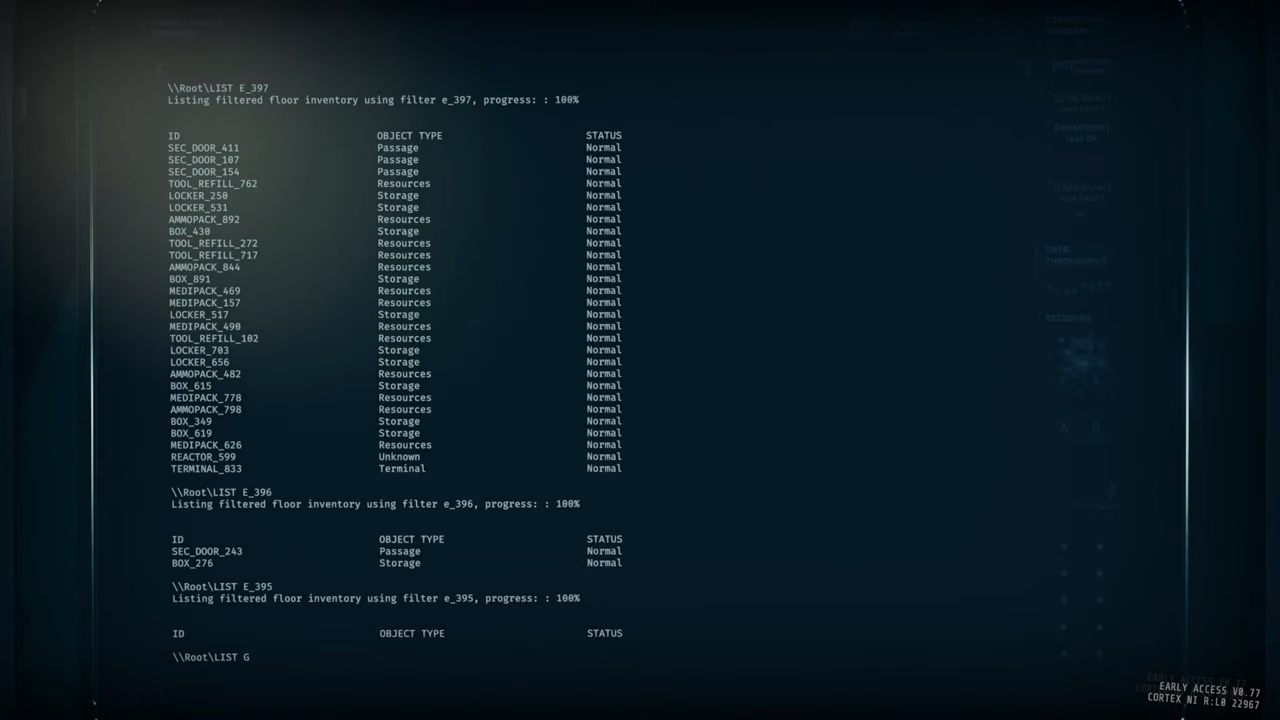 \\Root\LIST E_397
Listing filtered floor inventory using filter e_397, progress: : 100%
ID OBJECT TYPE STATUS
SEC_DOOR_411 Passage Normal
SEC_DOOR_107 Passage Normal
SEC_DOOR_154 Passage Normal
TOOL_REFILL_762 Resources Normal
LOCKER_250 Storage Normal
LOCKER_531 Storage Normal
AMMOPACK_892 Resources Normal
BOX_430 Storage Normal
TOOL_REFILL_272 Resources Normal
TOOL_REFILL_717 Resources Normal
AMMOPACK_844 Resources Normal
BOX_891 Storage Normal
MEDIPACK_469 Resources Normal
MEDIPACK_157 Resources Normal
LOCKER_517 Storage Normal
MEDIPACK_490 Resources Normal
TOOL_REFILL_102 Resources Normal
LOCKER_703 Storage Normal
LOCKER_656 Storage Normal
AMMOPACK_482 Resources Normal
BOX_615 Storage Normal
MEDIPACK_778 Resources Normal
AMMOPACK_798 Resources Normal
BOX_349 Storage Normal
BOX_619 Storage Normal
MEDIPACK_626 Resources Normal
REACTOR_599 Unknown Normal
TERMINAL_833 Terminal Normal
\\Root\LIST E_396
Listing filtered floor inventory using filter e_396, progress: : 100%
ID OBJECT TYPE STATUS
SEC_DOOR_243 Passage Normal
BOX_276 Storage Normal
\\Root\LIST E_395
Listing filtered floor inventory using filter e_395, progress: : 100%
ID OBJECT TYPE STATUS
\\Root\LIST G
DATA
THROUGHPUT
A O
EARLY ACCESS V0.77
CORTEX NI R:L0 22967